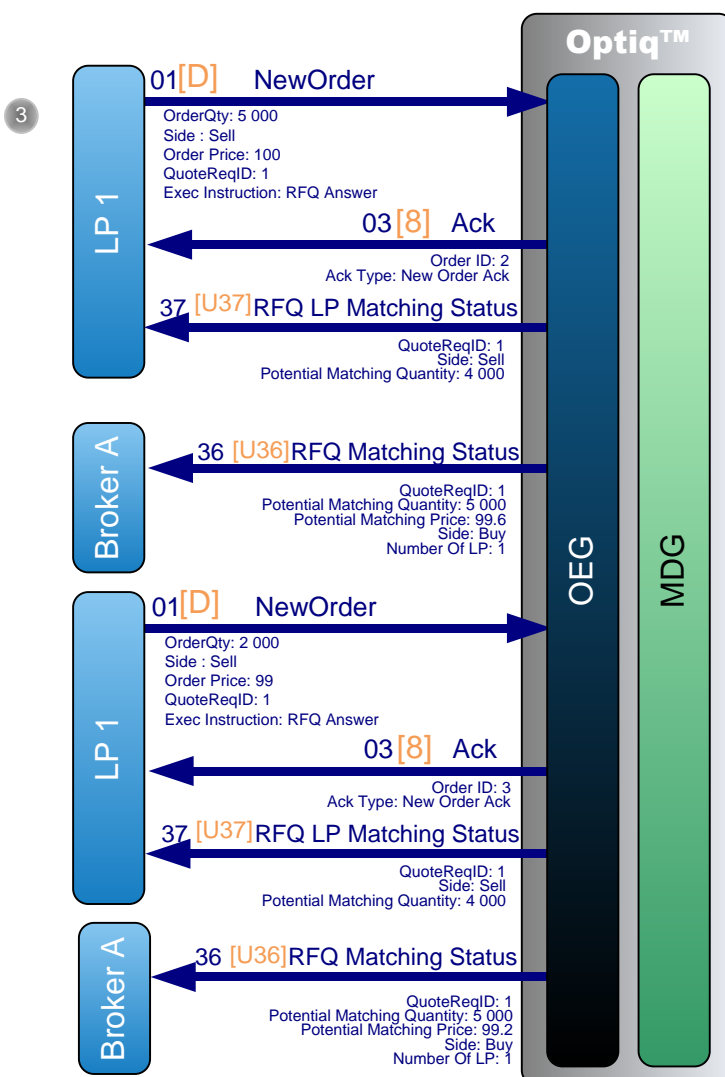 Optiq™
3
LP 1
01[D] NewOrder
OrderQty: 5 000
Side : Sell
Order Price: 100
QuoteReqID: 1
Exec Instruction: RFQ Answer
03[8] Ack
Order ID: 2
Ack Type: New Order Ack
37 [U37]RFQ LP Matching Status
QuoteReqID: 1
Side: Sell
Potential Matching Quantity: 4 000
Broker A
36 [U36]RFQ Matching Status
QuoteReqID: 1
Potential Matching Quantity: 5 000
Potential Matching Price: 99.6
Side: Buy
Number Of LP: 1
OEG
MDG
LP 1
01[D] NewOrder
OrderQty: 2 000
Side : Sell
Order Price: 99
QuoteReqID: 1
Exec Instruction: RFQ Answer
03[8] Ack
Order ID: 3
Ack Type: New Order Ack
37 [U37]RFQ LP Matching Status
QuoteReqID: 1
Side: Sell
Potential Matching Quantity: 4 000
Broker A
36 [U36]RFQ Matching Status
QuoteReqID: 1
Potential Matching Quantity: 5 000
Potential Matching Price: 99.2
Side: Buy
Number Of LP: 1